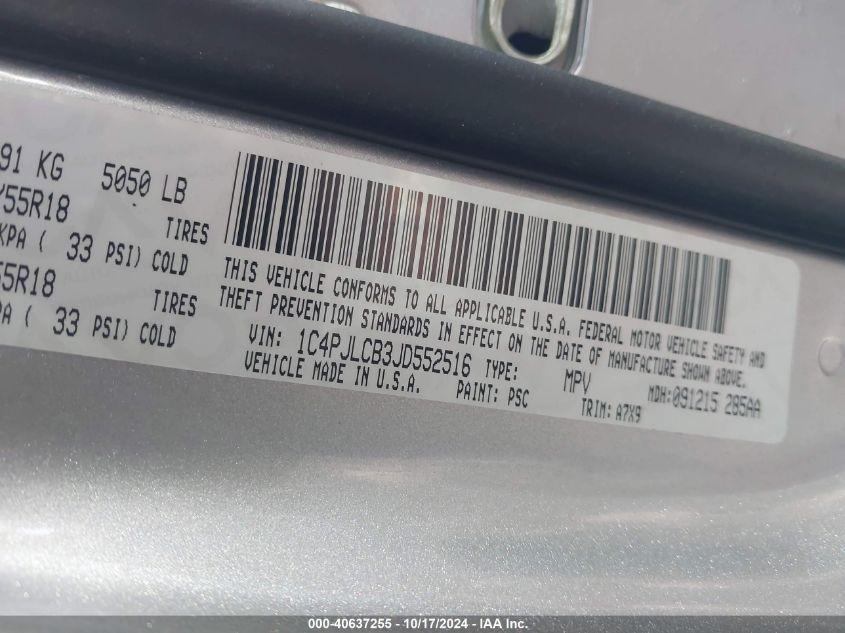 91 KG 5050 LB
55R18 TIRES
KPA ( 33 PSI) COLD
55R18 TIRES
PA ( 33 PSI) COLD
THIS VEHICLE CONFORMS TO ALL APPLICABLE U.S.A. FEDERAL MOTOR VEHICLE SAFETY AND
THEFT PREVENTION STANDARDS IN EFFECT ON THE DATE OF MANUFACTURE SHOWN ABOVE.
VIN: 1C4PJLCB3JD552516 TYPE: MPV MDH:091215 285AA
VEHICLE MADE IN U.S.A. PAINT: PSC TRIM: A7X9
000-40637255 - 10/17/2024 - IAA Inc.